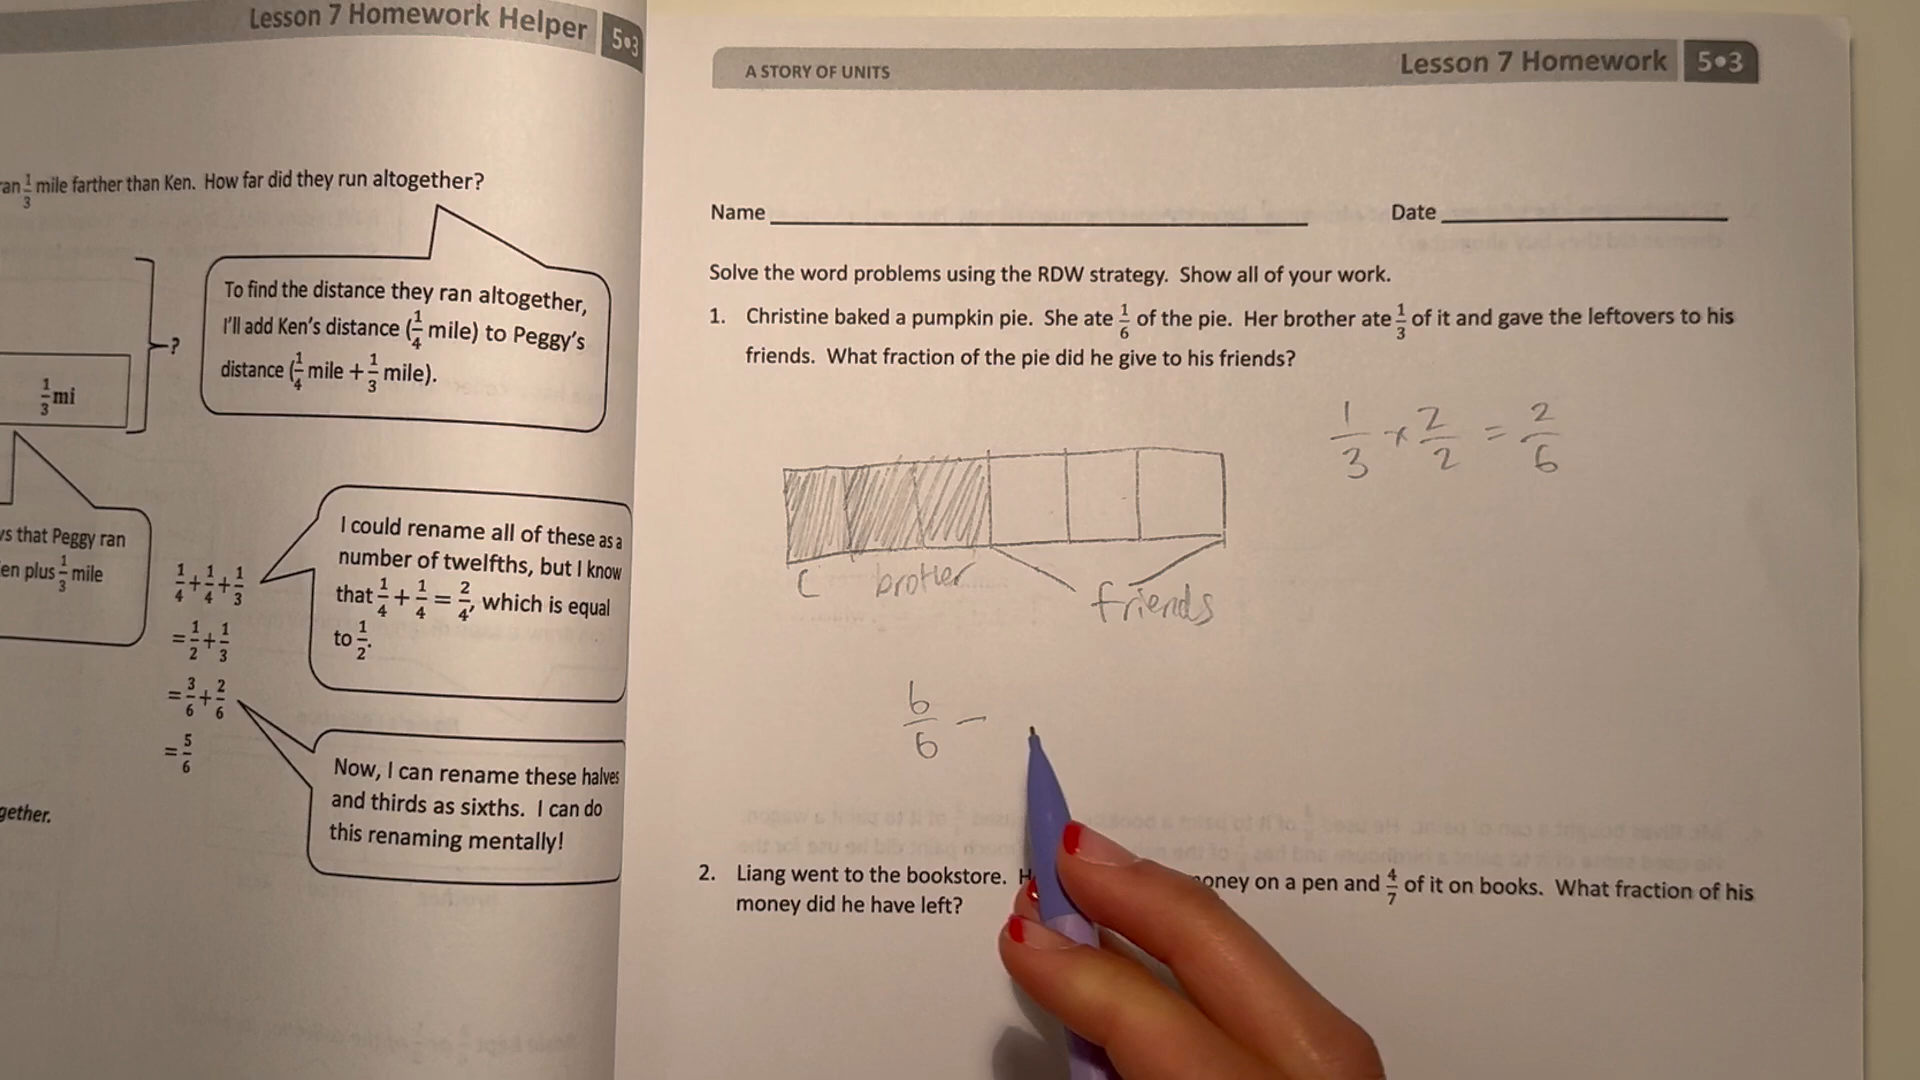 Lesson 7 Homework Helper 5•3
ran 1/3 mile farther than Ken. How far did they run altogether?
To find the distance they ran altogether,
I'll add Ken's distance (1/4 mile) to Peggy's
distance (1/4 mile + 1/3 mile).
?
1/3 mi
s that Peggy ran
en plus 1/3 mile
1/4 + 1/4 + 1/3
= 1/2 + 1/3
= 3/6 + 2/6
= 5/6
I could rename all of these as a
number of twelfths, but I know
that 1/4 + 1/4 = 2/4, which is equal
to 1/2.
Now, I can rename these halves
and thirds as sixths. I can do
this renaming mentally!
gether.
A STORY OF UNITS
Lesson 7 Homework 5•3
Name
Date
Solve the word problems using the RDW strategy. Show all of your work.
1. Christine baked a pumpkin pie. She ate 1/6 of the pie. Her brother ate 1/3 of it and gave the leftovers to his
friends. What fraction of the pie did he give to his friends?
1/3 × 2/2 = 2/6
C brother friends
6/6 −
2. Liang went to the bookstore. money on a pen and 4/7 of it on books. What fraction of his
money did he have left?